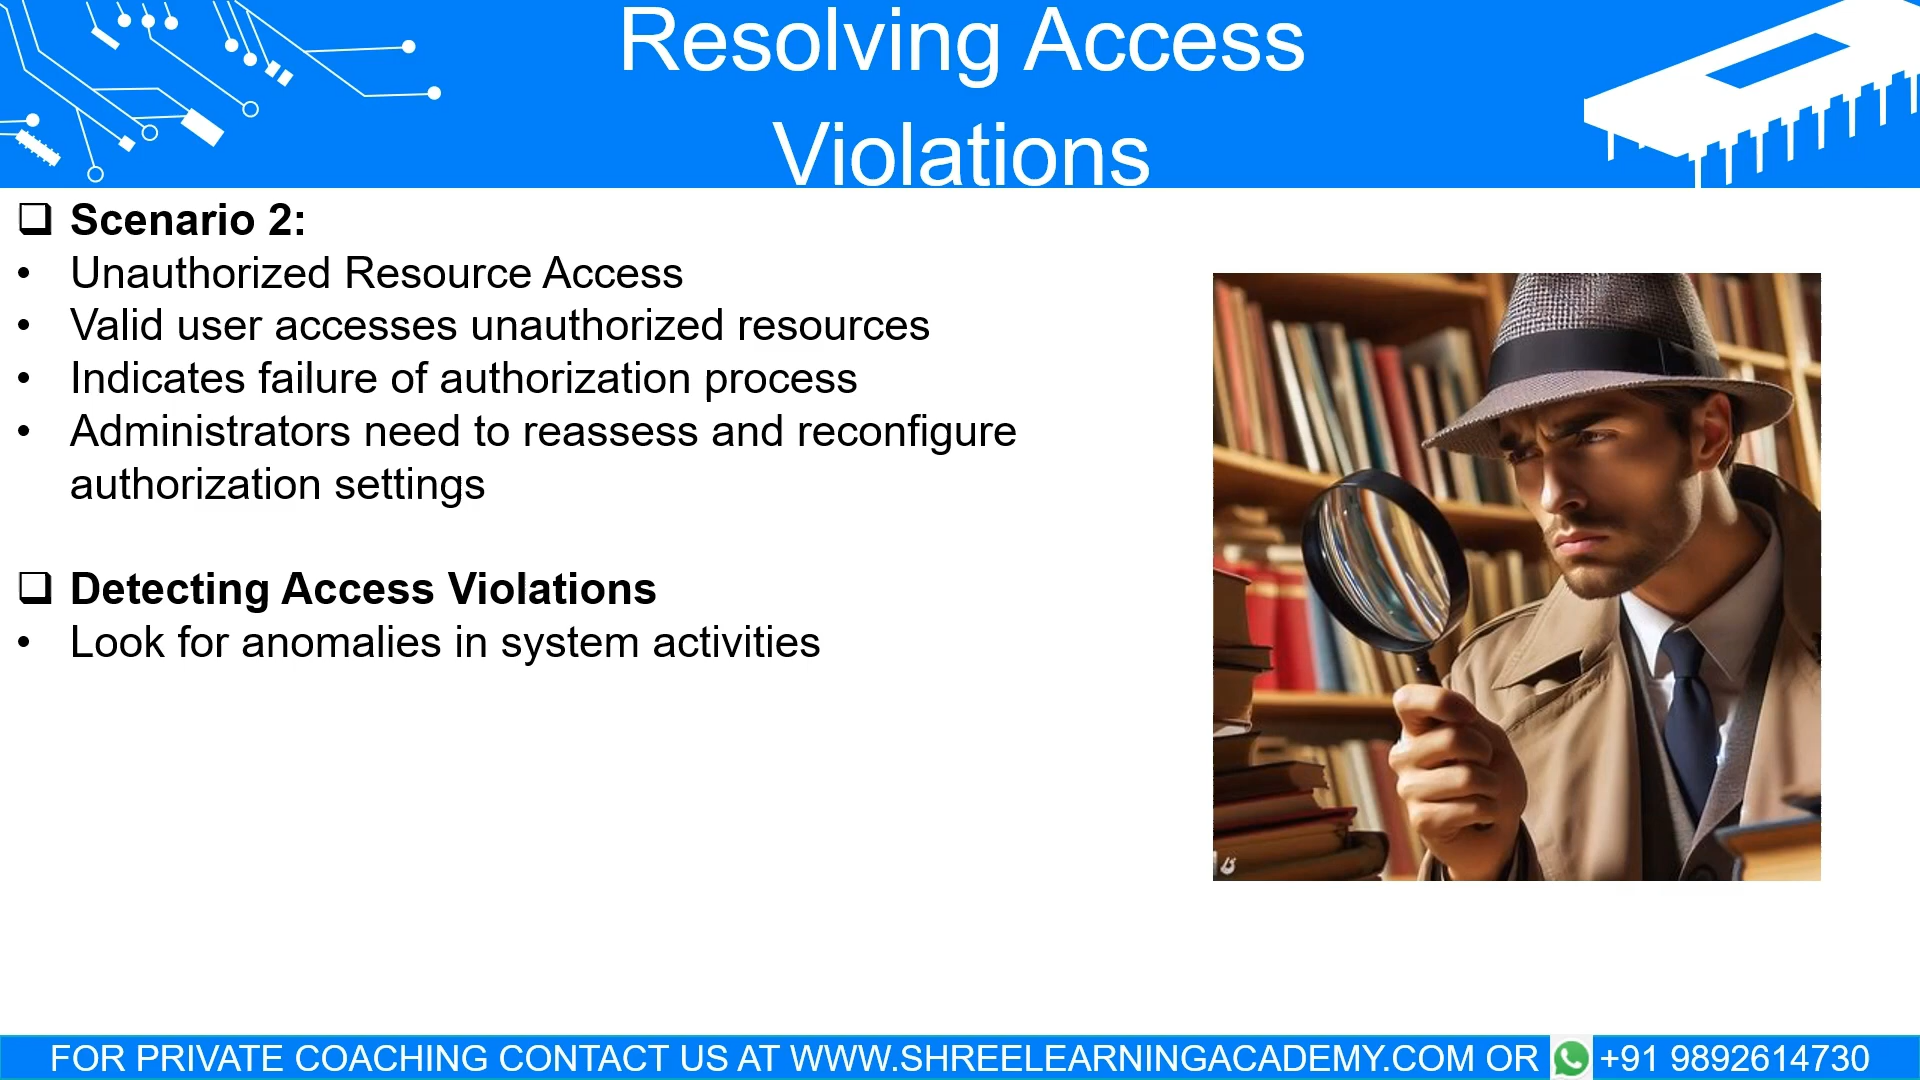 Resolving Access
Violations
❑ Scenario 2:
• Unauthorized Resource Access
• Valid user accesses unauthorized resources
• Indicates failure of authorization process
• Administrators need to reassess and reconfigure
authorization settings
❑ Detecting Access Violations
• Look for anomalies in system activities
FOR PRIVATE COACHING CONTACT US AT WWW.SHREELEARNINGACADEMY.COM OR +91 9892614730